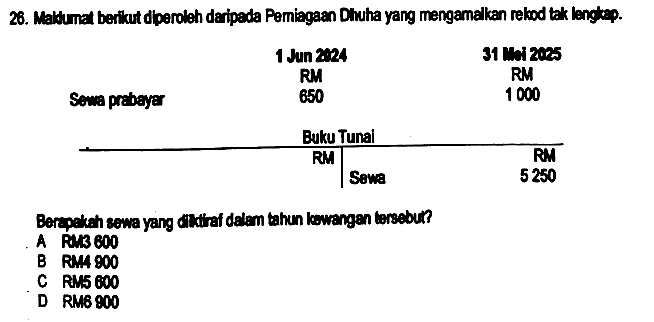 26. Maklumat berikut diperoleh daripada Perniagaan Dhuha yang mengamalkan rekod tak lengkap.
1 Jun 2024 31 Mei 2025
RM RM
Sewa prabayar 650 1 000
Buku Tunai
RM RM
Sewa 5 250
Berapakah sewa yang diiktiraf dalam tahun kewangan tersebut?
A RM3 600
B RM4 900
C RM5 600
D RM6 900